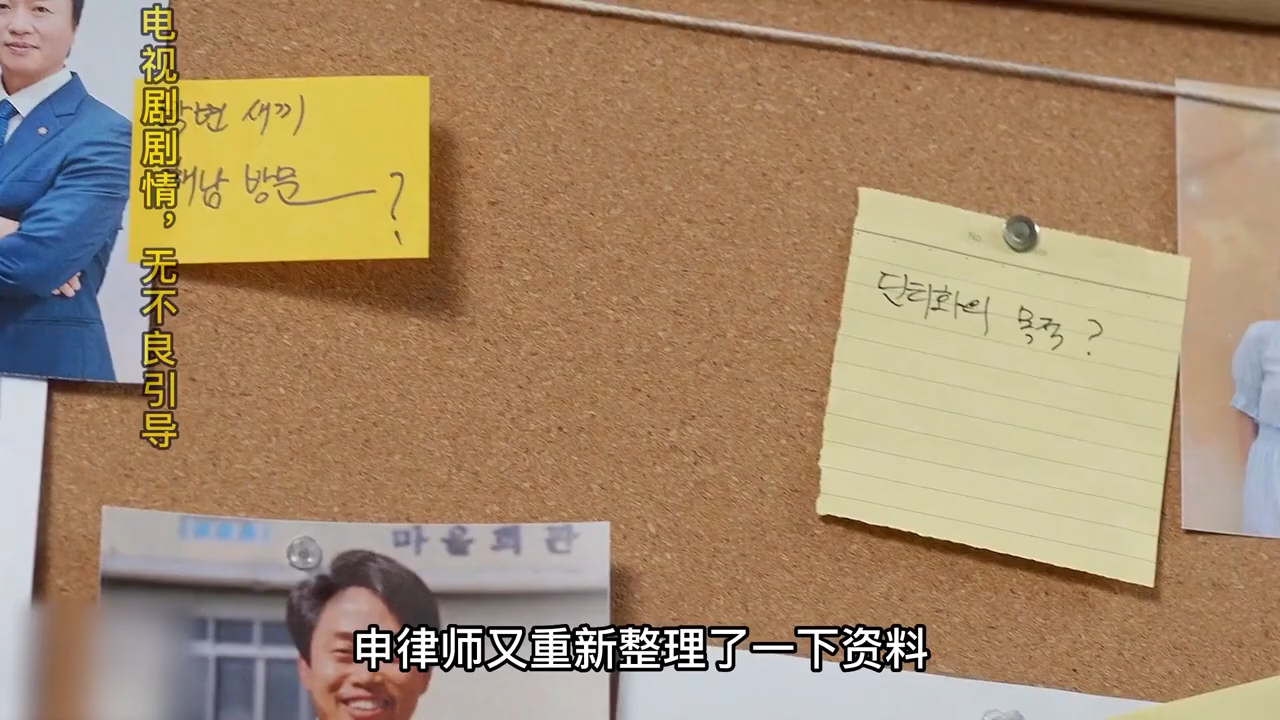 电视剧剧情，无不良引导
변 새끼
방문 ?
단티화의 목적 ?
마을회관
申律师又重新整理了一下资料